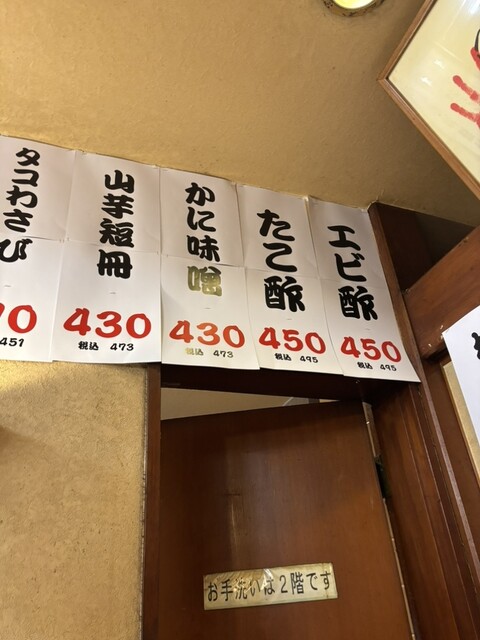 エビ酢
450
税込 495
たこ酢
450
税込 495
かに味噌
430
税込 473
山芋短冊
430
税込 473
タコわさび
451
お手洗いは2階です